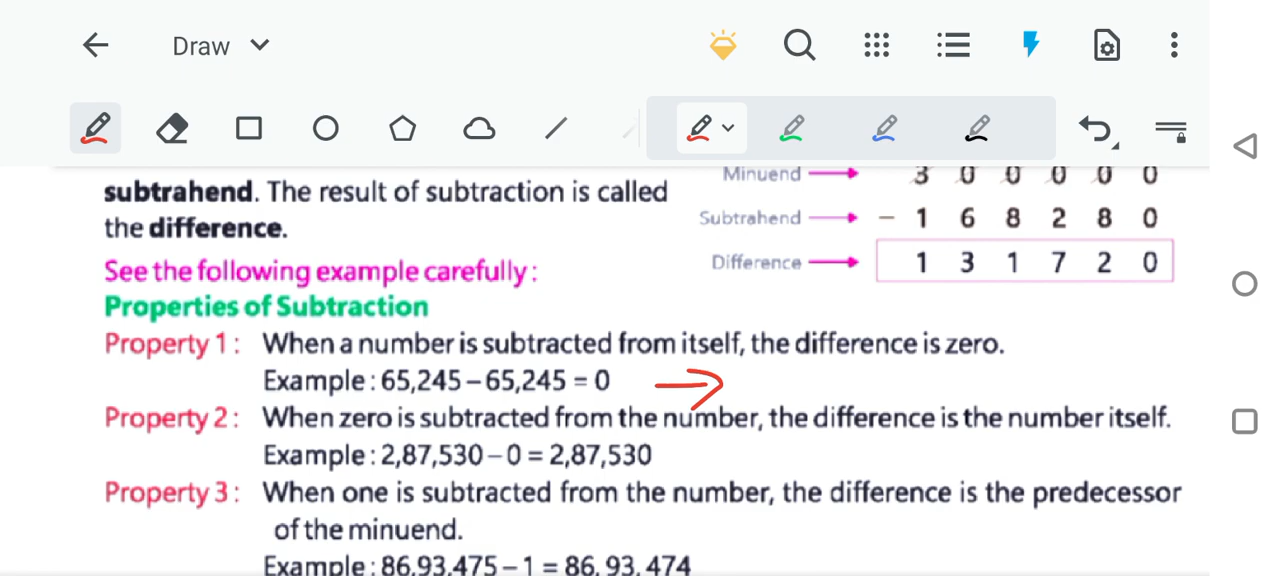 Draw
subtrahend. The result of subtraction is called
the difference.
Minuend 3 0 0 0 0 0
Subtrahend – 1 6 8 2 8 0
Difference 1 3 1 7 2 0
See the following example carefully :
Properties of Subtraction
Property 1 : When a number is subtracted from itself, the difference is zero.
Example : 65,245 – 65,245 = 0
Property 2 : When zero is subtracted from the number, the difference is the number itself.
Example : 2,87,530 – 0 = 2,87,530
Property 3 : When one is subtracted from the number, the difference is the predecessor
of the minuend.
Example : 86,93,475 – 1 = 86, 93, 474